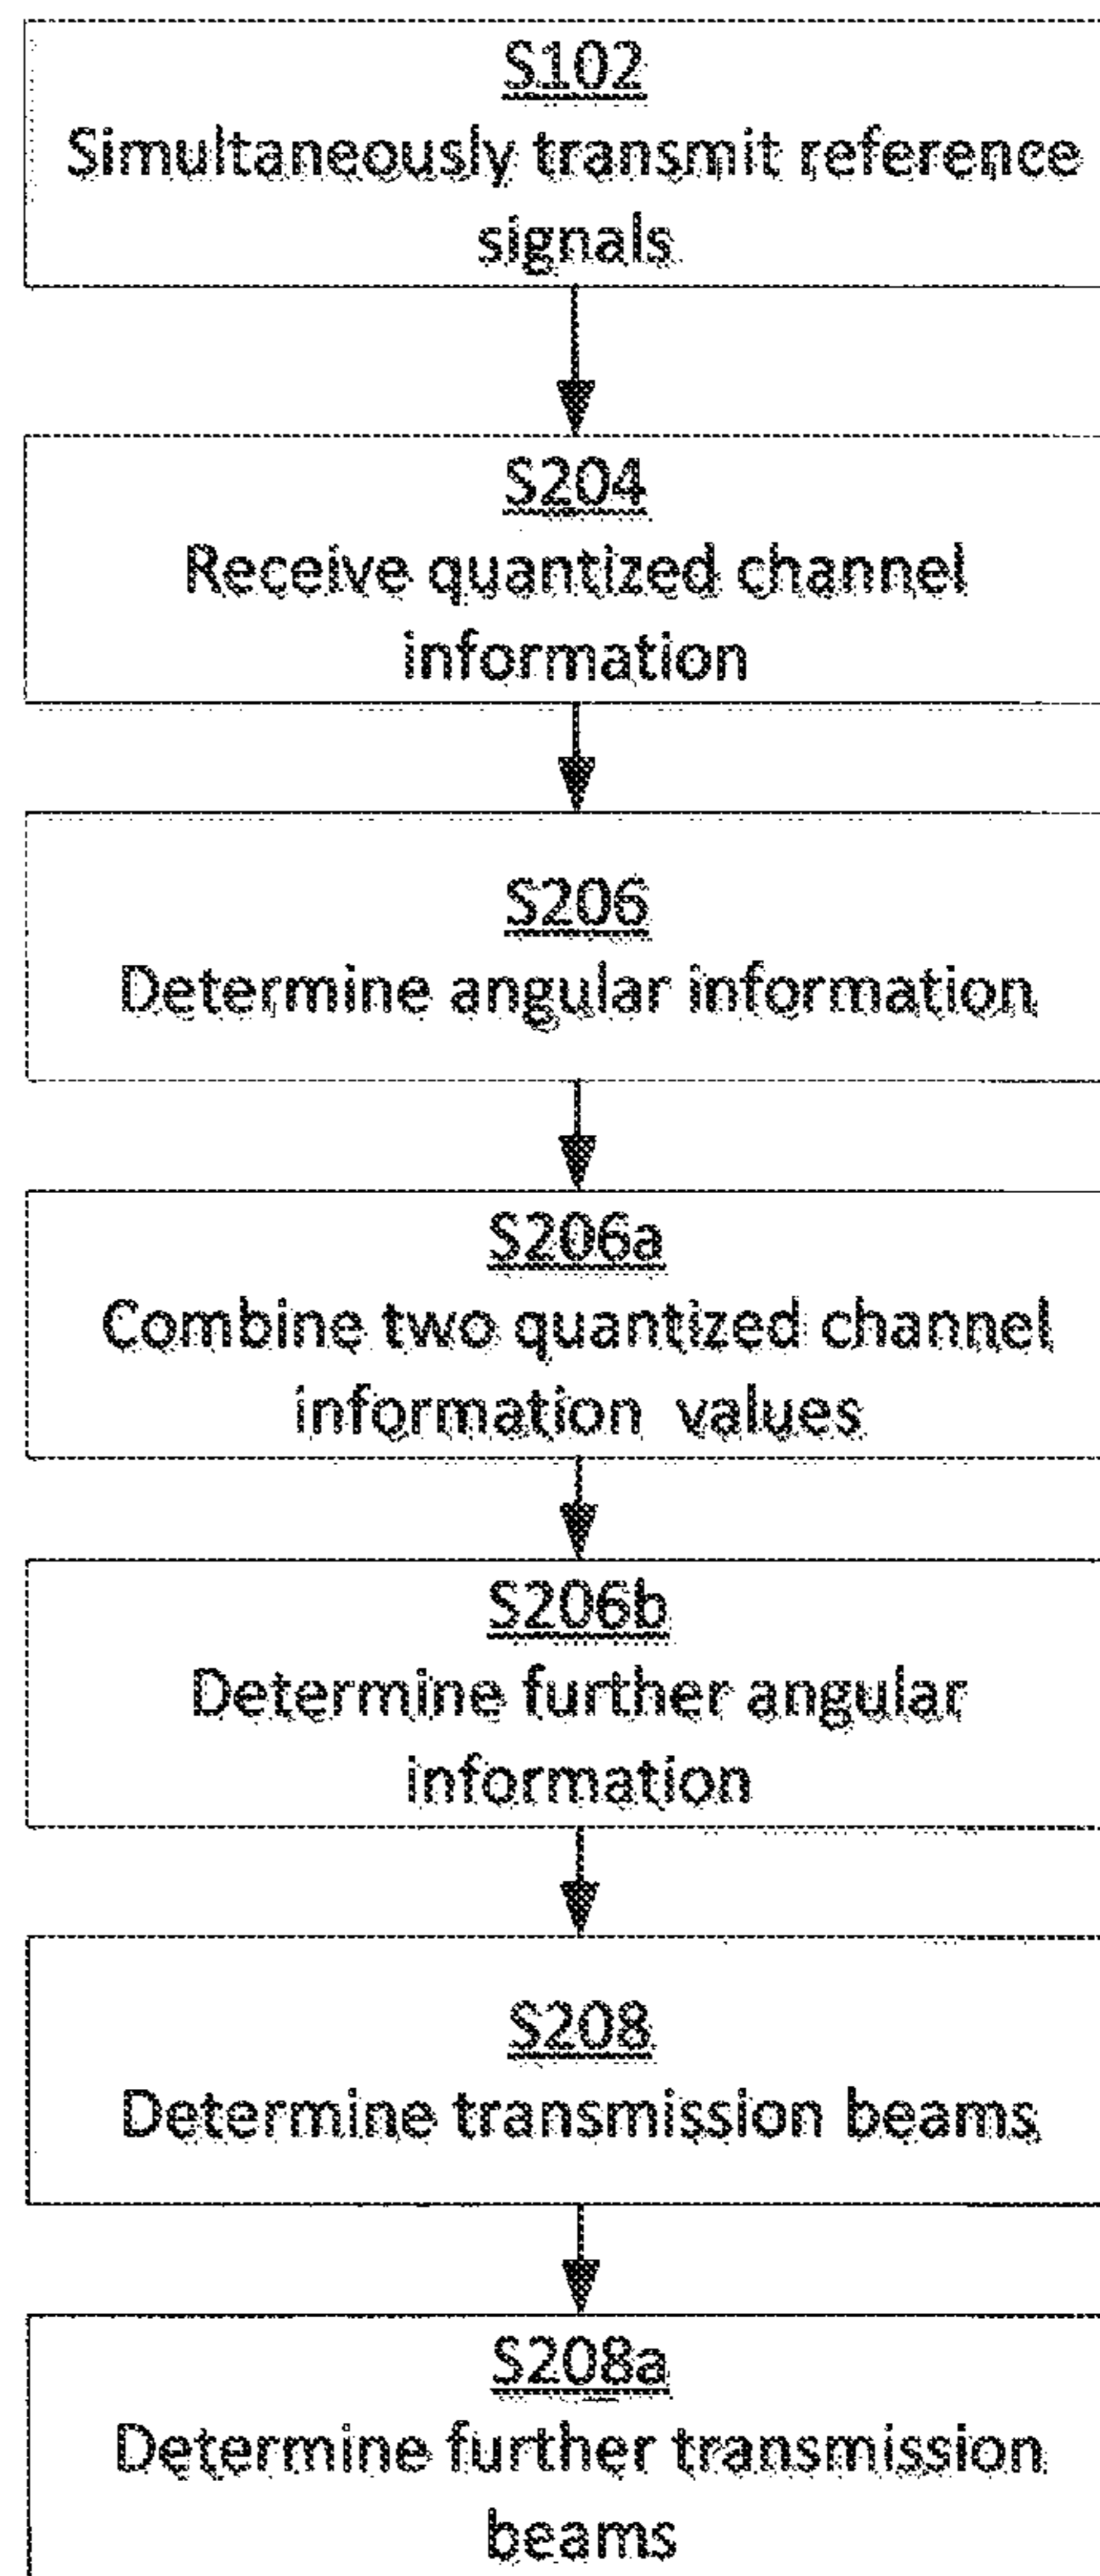 S102
Simultaneously transmit reference
signals
S204
Receive quantized channel
information
S206
Determine angular information
S206a
Combine two quantized channel
information values
S206b
Determine further angular
information
S208
Determine transmission beams
S208a
Determine further transmission
beams